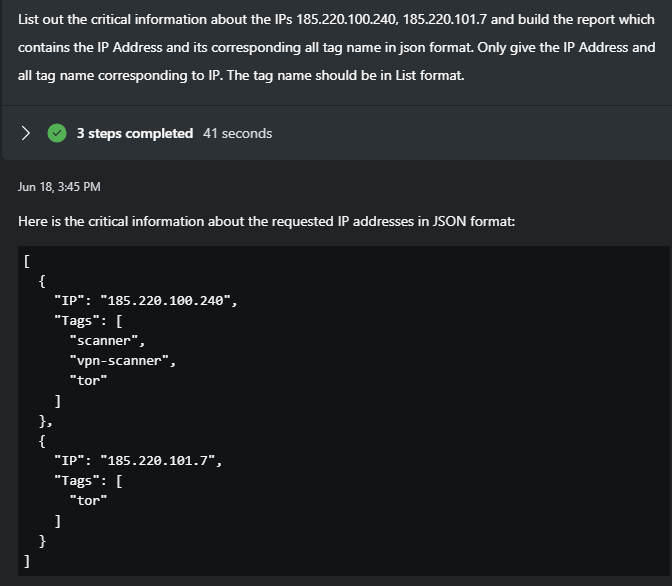 List out the critical information about the IPs 185.220.100.240, 185.220.101.7 and build the report which
contains the IP Address and its corresponding all tag name in json format. Only give the IP Address and
all tag name corresponding to IP. The tag name should be in List format.
3 steps completed 41 seconds
Jun 18, 3:45 PM
Here is the critical information about the requested IP addresses in JSON format:
[
  {
    "IP": "185.220.100.240",
    "Tags": [
      "scanner",
      "vpn-scanner",
      "tor"
    ]
  },
  {
    "IP": "185.220.101.7",
    "Tags": [
      "tor"
    ]
  }
]